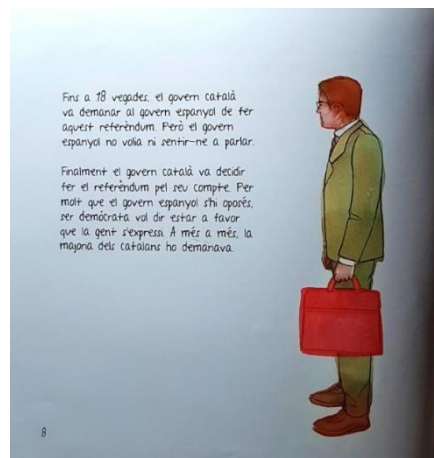 Fins a 18 vegades, el govern català
va demanar al govern espanyol de fer
aquest referèndum. Però el govern
espanyol no volia ni sentir-ne a parlar.
Finalment el govern català va decidir
fer el referèndum pel seu compte. Per
molt que el govern espanyol s'hi oposés,
ser demòcrata vol dir estar a favor
que la gent s'expressi. A més a més, la
majoria dels catalans ho demanava.
8